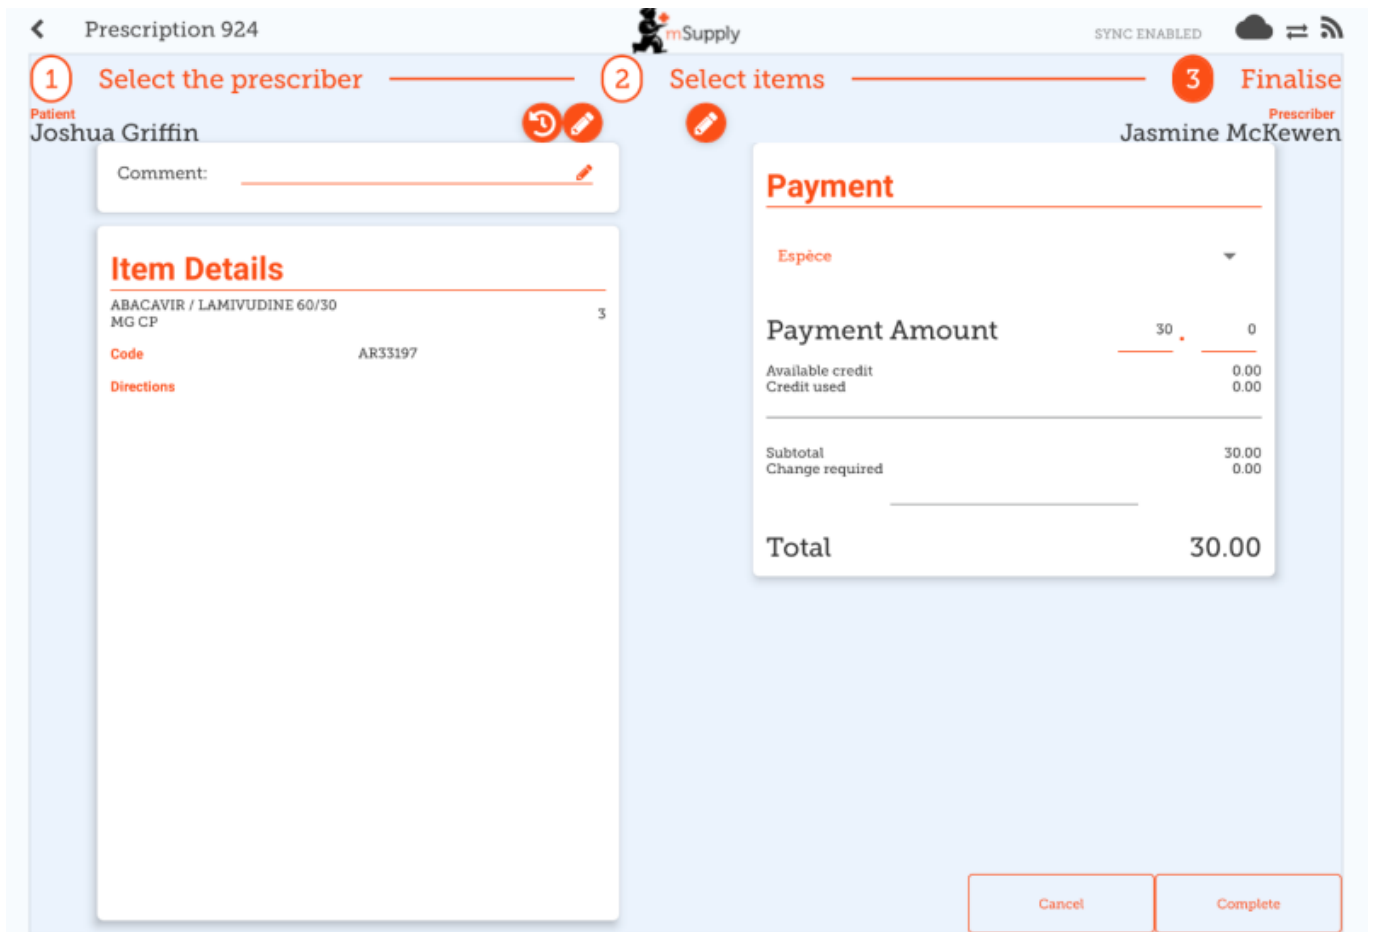 Prescription 924
mSupply
SYNC ENABLED
1 Select the prescriber
2 Select items
3 Finalise
Patient
Joshua Griffin
Prescriber
Jasmine McKewen
Comment:
Item Details
ABACAVIR / LAMIVUDINE 60/30
MG CP
3
Code AR33197
Directions
Payment
Espèce
Payment Amount 30 . 0
Available credit 0.00
Credit used 0.00
Subtotal 30.00
Change required 0.00
Total 30.00
Cancel
Complete